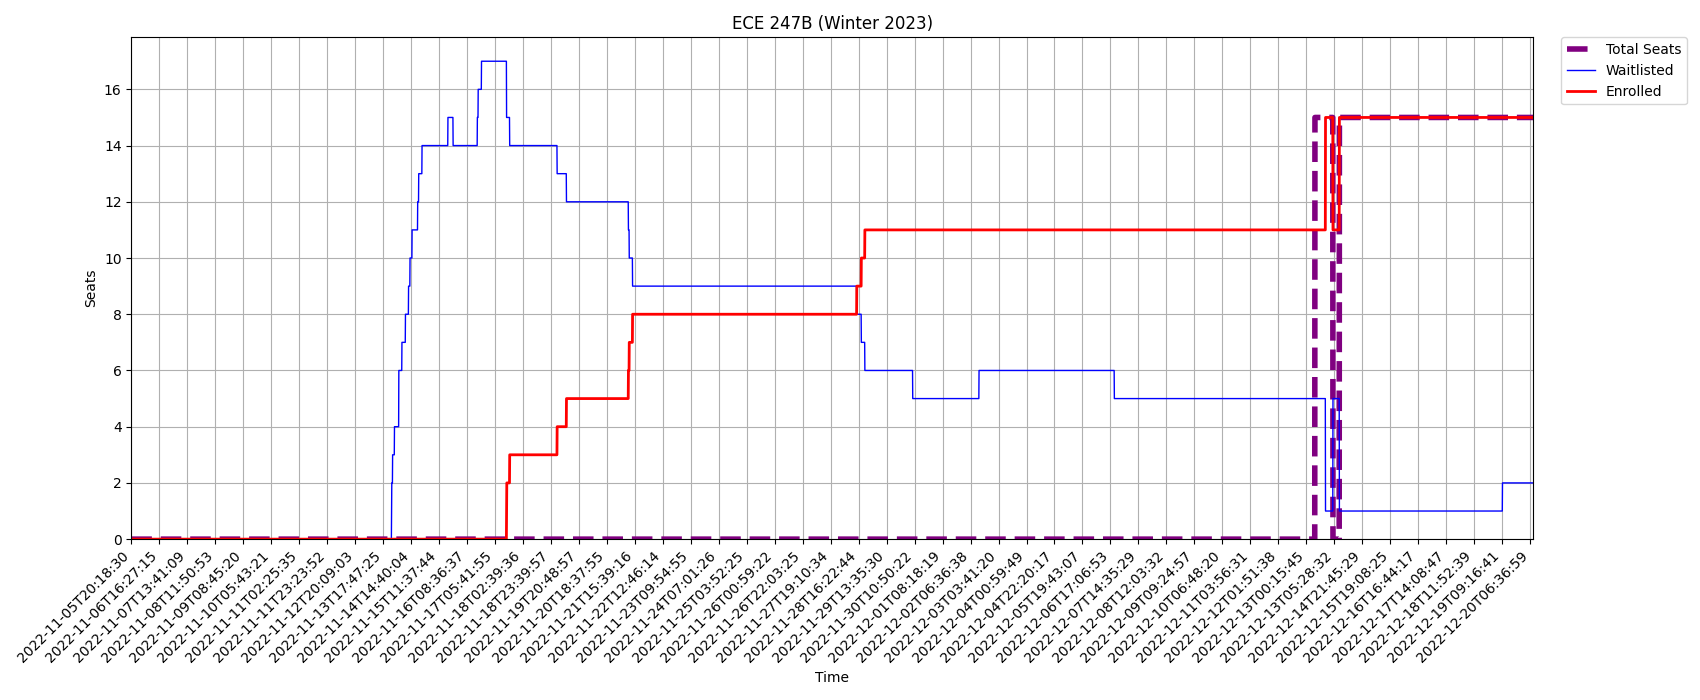 ECE 247B (Winter 2023)
Total Seats
Waitlisted
Enrolled
16
14
12
10
8
6
4
2
0
Seats
2022-11-05T20:18:30
2022-11-06T16:27:15
2022-11-07T13:41:09
2022-11-08T11:50:53
2022-11-09T08:45:20
2022-11-10T05:43:21
2022-11-11T02:25:35
2022-11-11T23:23:52
2022-11-12T20:09:03
2022-11-13T17:47:25
2022-11-14T14:40:04
2022-11-15T11:37:44
2022-11-16T08:36:37
2022-11-17T05:41:55
2022-11-18T02:39:36
2022-11-18T23:39:57
2022-11-19T20:48:57
2022-11-20T18:37:55
2022-11-21T15:39:16
2022-11-22T12:46:14
2022-11-23T09:54:55
2022-11-24T07:01:26
2022-11-25T03:52:25
2022-11-26T00:59:22
2022-11-26T22:03:25
2022-11-27T19:10:34
2022-11-28T16:22:44
2022-11-29T13:35:30
2022-11-30T10:50:22
2022-12-01T08:18:19
2022-12-02T06:36:38
2022-12-03T03:41:20
2022-12-04T00:59:49
2022-12-04T22:20:17
2022-12-05T19:43:07
2022-12-06T17:06:53
2022-12-07T14:35:29
2022-12-08T12:03:32
2022-12-09T09:24:57
2022-12-10T06:48:20
2022-12-11T03:56:31
2022-12-12T01:51:38
2022-12-13T00:15:45
2022-12-13T05:28:32
2022-12-14T21:45:29
2022-12-15T19:08:25
2022-12-16T16:44:17
2022-12-17T14:08:47
2022-12-18T11:52:39
2022-12-19T09:16:41
2022-12-20T06:36:59
Time